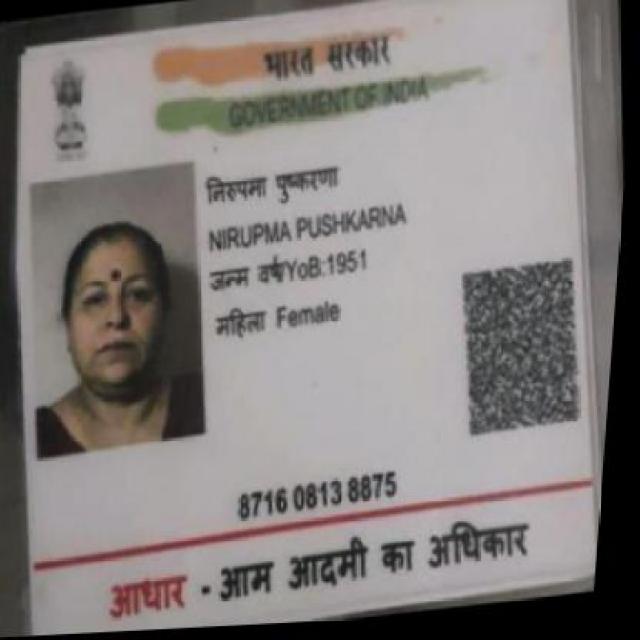 भारत सरकार
GOVERNMENT OF INDIA
निरुपमा पुष्करणा
NIRUPMA PUSHKARNA
जन्म वर्ष/YoB:1951
महिला Female
8716 0813 8875
आधार - आम आदमी का अधिकार